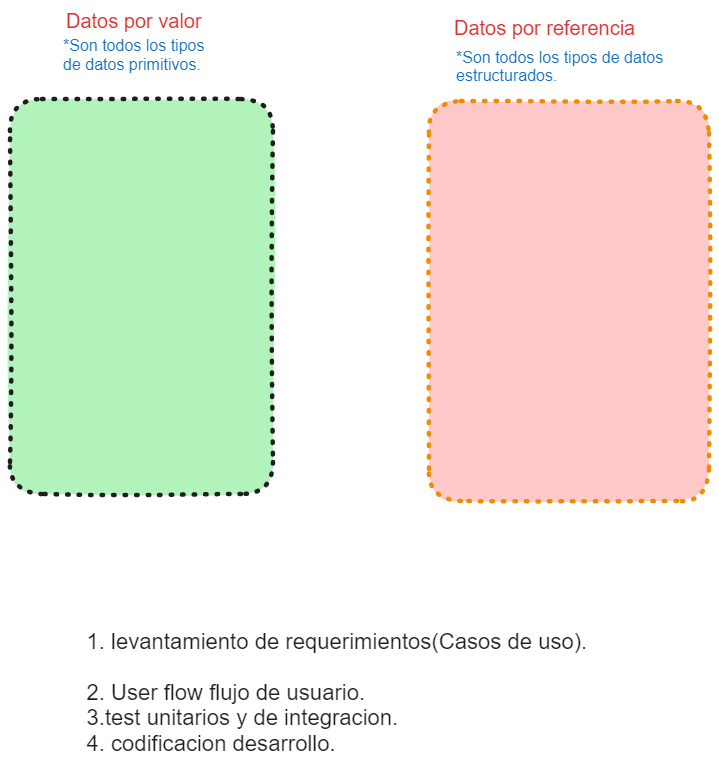 Datos por valor
*Son todos los tipos
de datos primitivos.
Datos por referencia
*Son todos los tipos de datos
estructurados.
1. levantamiento de requerimientos(Casos de uso).
2. User flow flujo de usuario.
3.test unitarios y de integracion.
4. codificacion desarrollo.